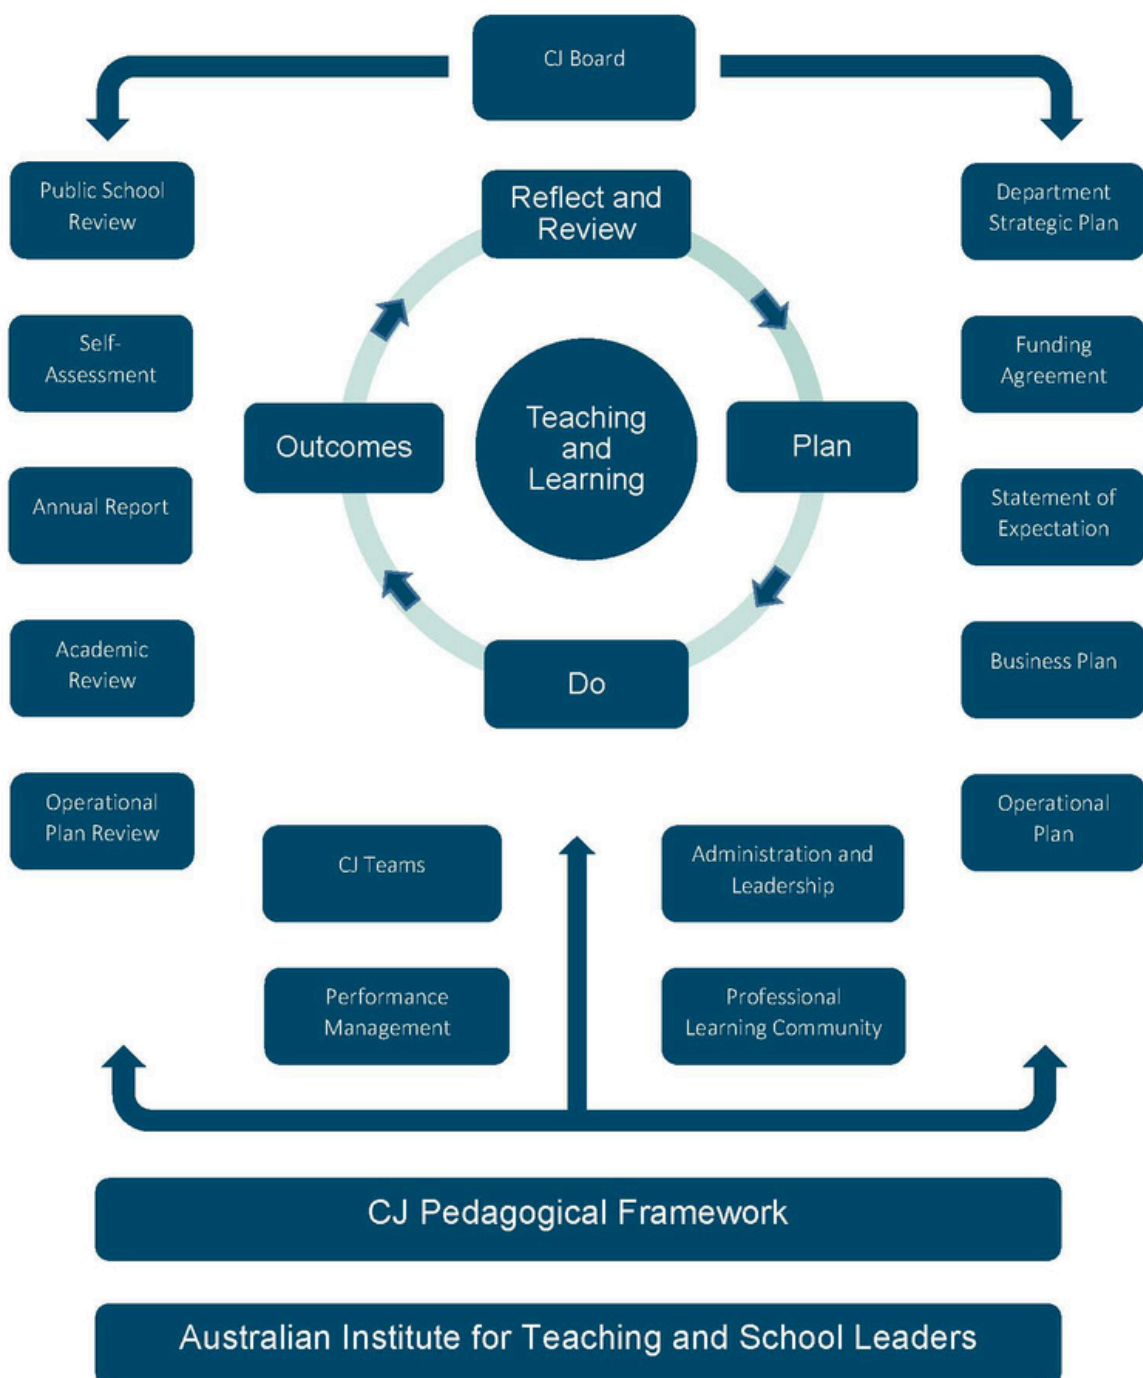 CJ Board
Public School
Review
Self-
Assessment
Annual Report
Academic
Review
Operational
Plan Review
Reflect and
Review
Outcomes
Teaching
and
Learning
Plan
Do
Department
Strategic Plan
Funding
Agreement
Statement of
Expectation
Business Plan
Operational
Plan
CJ Teams
Administration and
Leadership
Performance
Management
Professional
Learning Community
CJ Pedagogical Framework
Australian Institute for Teaching and School Leaders